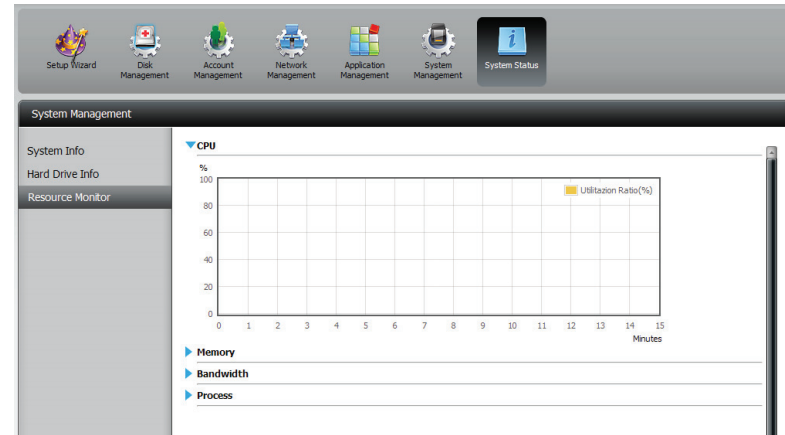 Setup Wizard
Disk
Management
Account
Management
Network
Management
Application
Management
System
Management
System Status
System Management
System Info
Hard Drive Info
Resource Monitor
CPU
%
100
80
60
40
20
0
Utilitazion Ratio(%)
0 1 2 3 4 5 6 7 8 9 10 11 12 13 14 15
Minutes
Memory
Bandwidth
Process